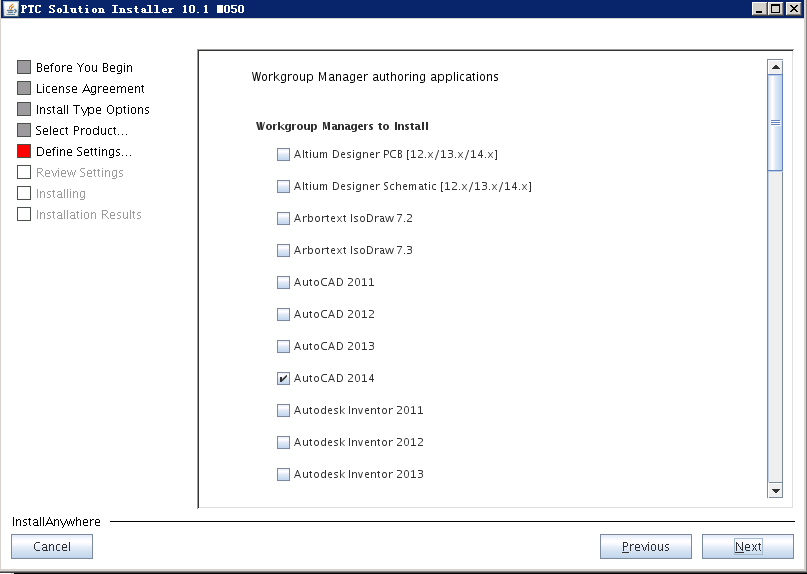 PTC Solution Installer 10.1 M050
Before You Begin
License Agreement
Install Type Options
Select Product...
Define Settings...
Review Settings
Installing
Installation Results
Workgroup Manager authoring applications
Workgroup Managers to Install
Altium Designer PCB [12.x/13.x/14.x]
Altium Designer Schematic [12.x/13.x/14.x]
Arbortext IsoDraw 7.2
Arbortext IsoDraw 7.3
AutoCAD 2011
AutoCAD 2012
AutoCAD 2013
AutoCAD 2014
Autodesk Inventor 2011
Autodesk Inventor 2012
Autodesk Inventor 2013
InstallAnywhere
Cancel
Previous
Next